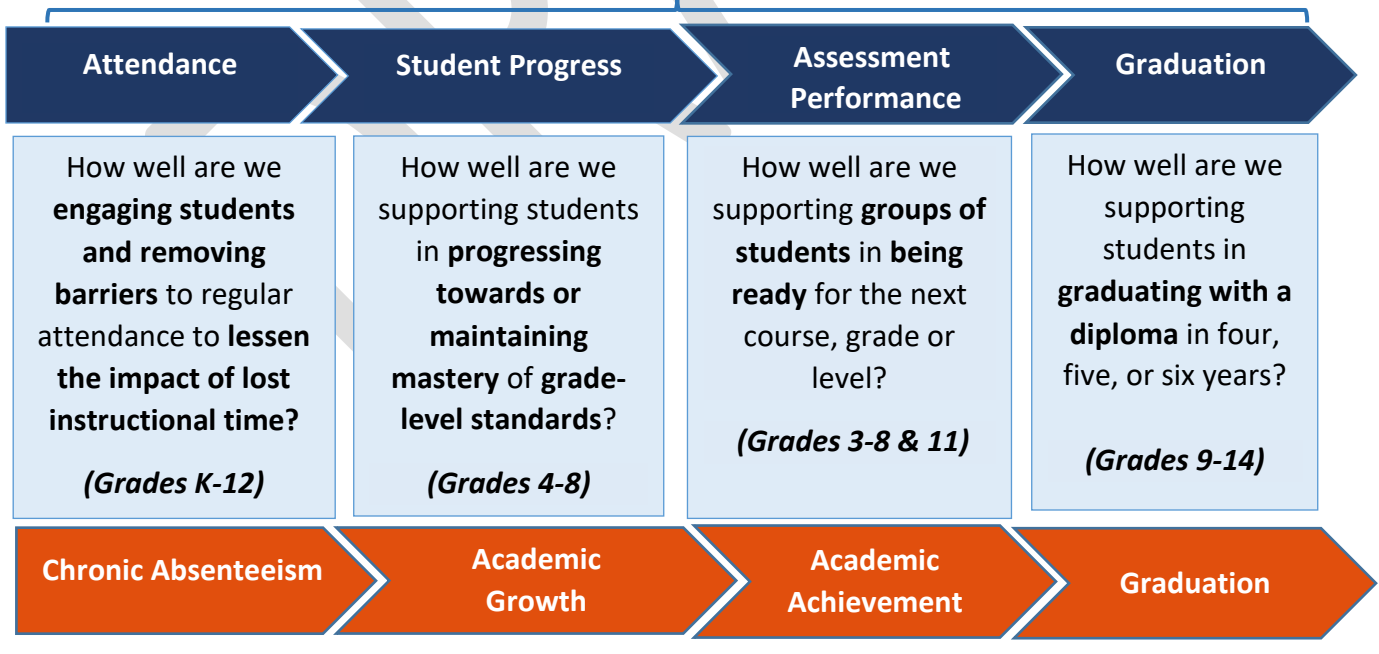 Attendance
Student Progress
Assessment
Performance
Graduation
How well are we
engaging students
and removing
barriers to regular
attendance to lessen
the impact of lost
instructional time?
(Grades K-12)
How well are we
supporting students
in progressing
towards or
maintaining
mastery of grade-
level standards?
(Grades 4-8)
How well are we
supporting groups of
students in being
ready for the next
course, grade or
level?
(Grades 3-8 & 11)
How well are we
supporting
students in
graduating with a
diploma in four,
five, or six years?
(Grades 9-14)
Chronic Absenteeism
Academic
Growth
Academic
Achievement
Graduation